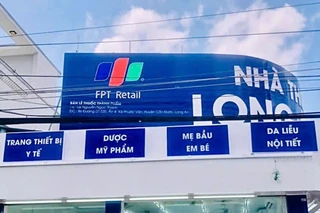 FPT Retail
NHÀ T
LONG
TRANG THIẾT BỊ
Y TẾ
DƯỢC
MỸ PHẨM
MẸ BẦU
EM BÉ
DA LIỄU
NỘI TIẾT